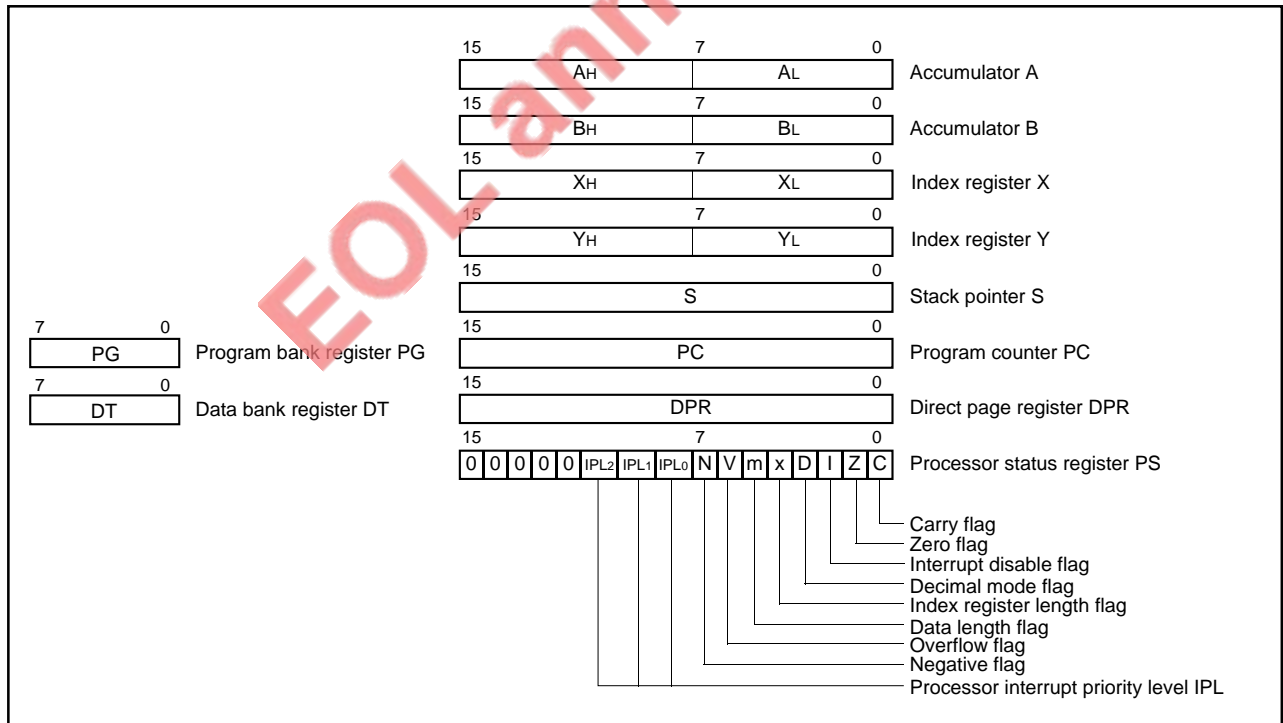 15 7 0
AH AL Accumulator A
15 7 0
BH BL Accumulator B
15 7 0
XH XL Index register X
15 7 0
YH YL Index register Y
15 0
S Stack pointer S
7 0 15 0
PG Program bank register PG PC Program counter PC
7 0 15 0
DT Data bank register DT DPR Direct page register DPR
15 7 0
0 0 0 0 0 IPL2 IPL1 IPL0 N V m x D I Z C Processor status register PS
Carry flag
Zero flag
Interrupt disable flag
Decimal mode flag
Index register length flag
Data length flag
Overflow flag
Negative flag
Processor interrupt priority level IPL
EOL